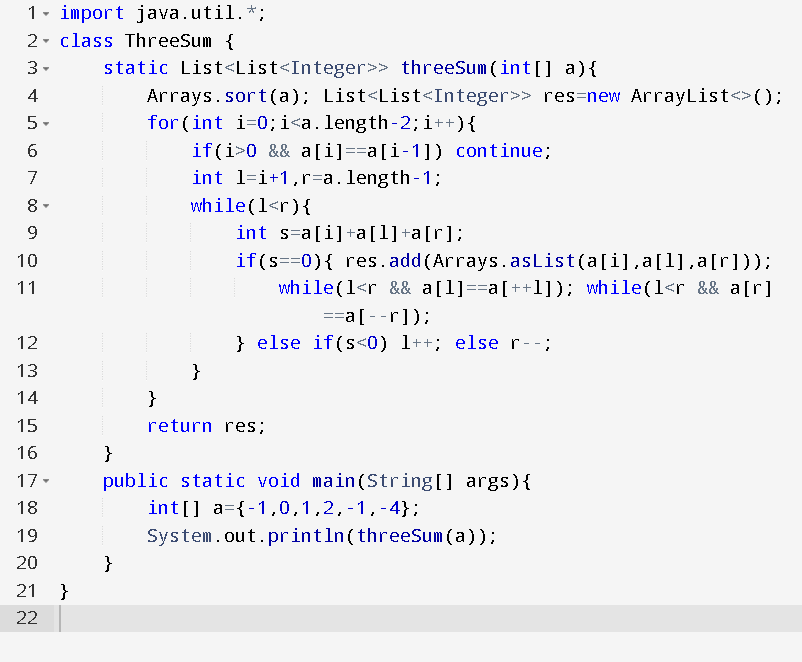 1 import java.util.*;
2 class ThreeSum {
3     static List<List<Integer>> threeSum(int[] a){
4         Arrays.sort(a); List<List<Integer>> res=new ArrayList<>();
5         for(int i=0;i<a.length-2;i++){
6             if(i>0 && a[i]==a[i-1]) continue;
7             int l=i+1,r=a.length-1;
8             while(l<r){
9                 int s=a[i]+a[l]+a[r];
10                 if(s==0){ res.add(Arrays.asList(a[i],a[l],a[r]));
11                     while(l<r && a[l]==a[++l]); while(l<r && a[r]
                        ==a[--r]);
12                 } else if(s<0) l++; else r--;
13             }
14         }
15         return res;
16     }
17     public static void main(String[] args){
18         int[] a={-1,0,1,2,-1,-4};
19         System.out.println(threeSum(a));
20     }
21 }
22